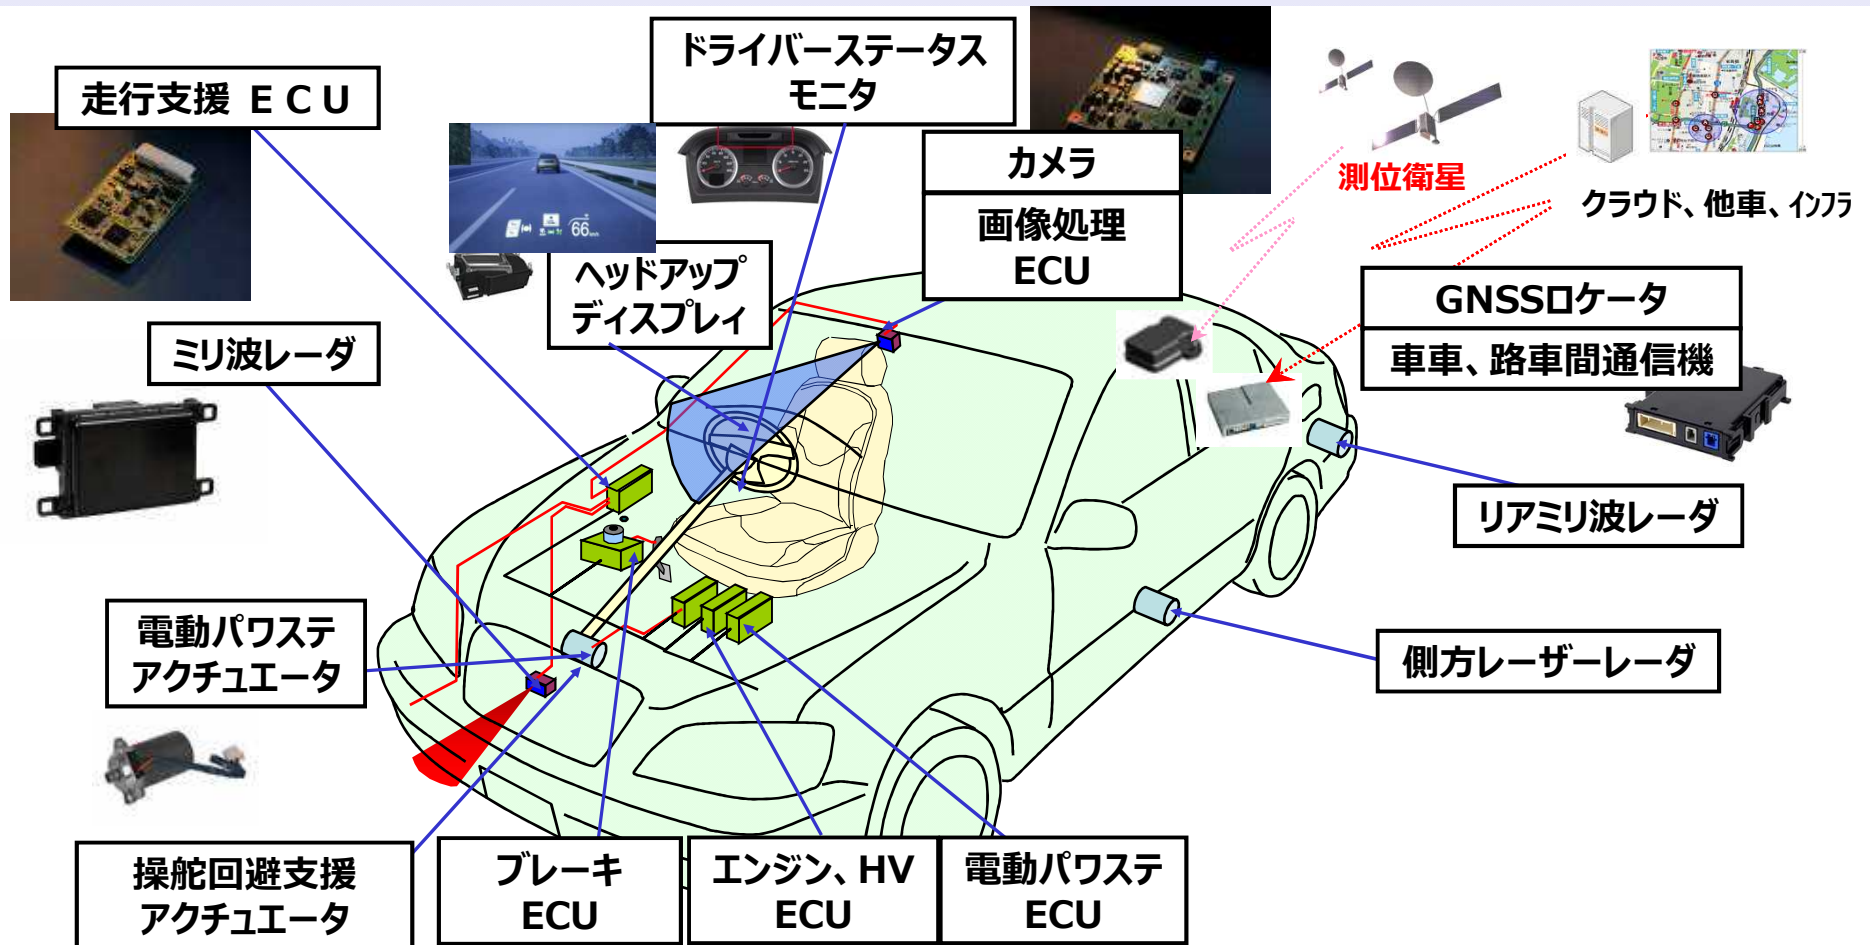 ドライバーステータス
モニタ
走行支援 ＥＣＵ
カメラ
画像処理
ECU
測位衛星
クラウド、他車、インフラ
66
ヘッドアップ
ディスプレィ
GNSSロケータ
車車、路車間通信機
ミリ波レーダ
リアミリ波レーダ
電動パワステ
アクチュエータ
側方レーザーレーダ
操舵回避支援
アクチュエータ
ブレーキ
ECU
エンジン、HV
ECU
電動パワステ
ECU